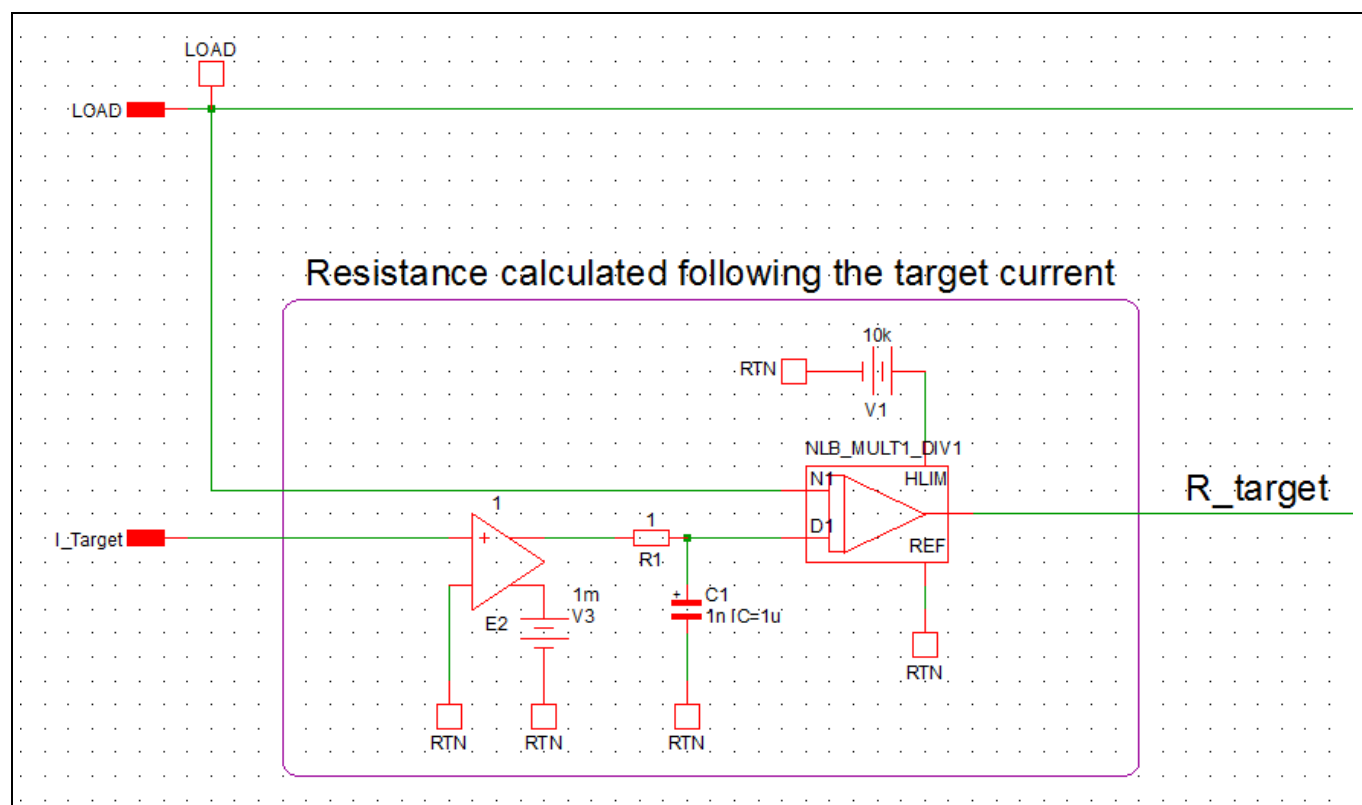 LOAD
LOAD
Resistance calculated following the target current
10k
RTN
V1
NLB_MULT1_DIV1
N1 HLIM
R_target
1
1
D1
I_Target
+
REF
R1
+
C1
1m
1n IC=1u
V3
E2
RTN
RTN
RTN
RTN